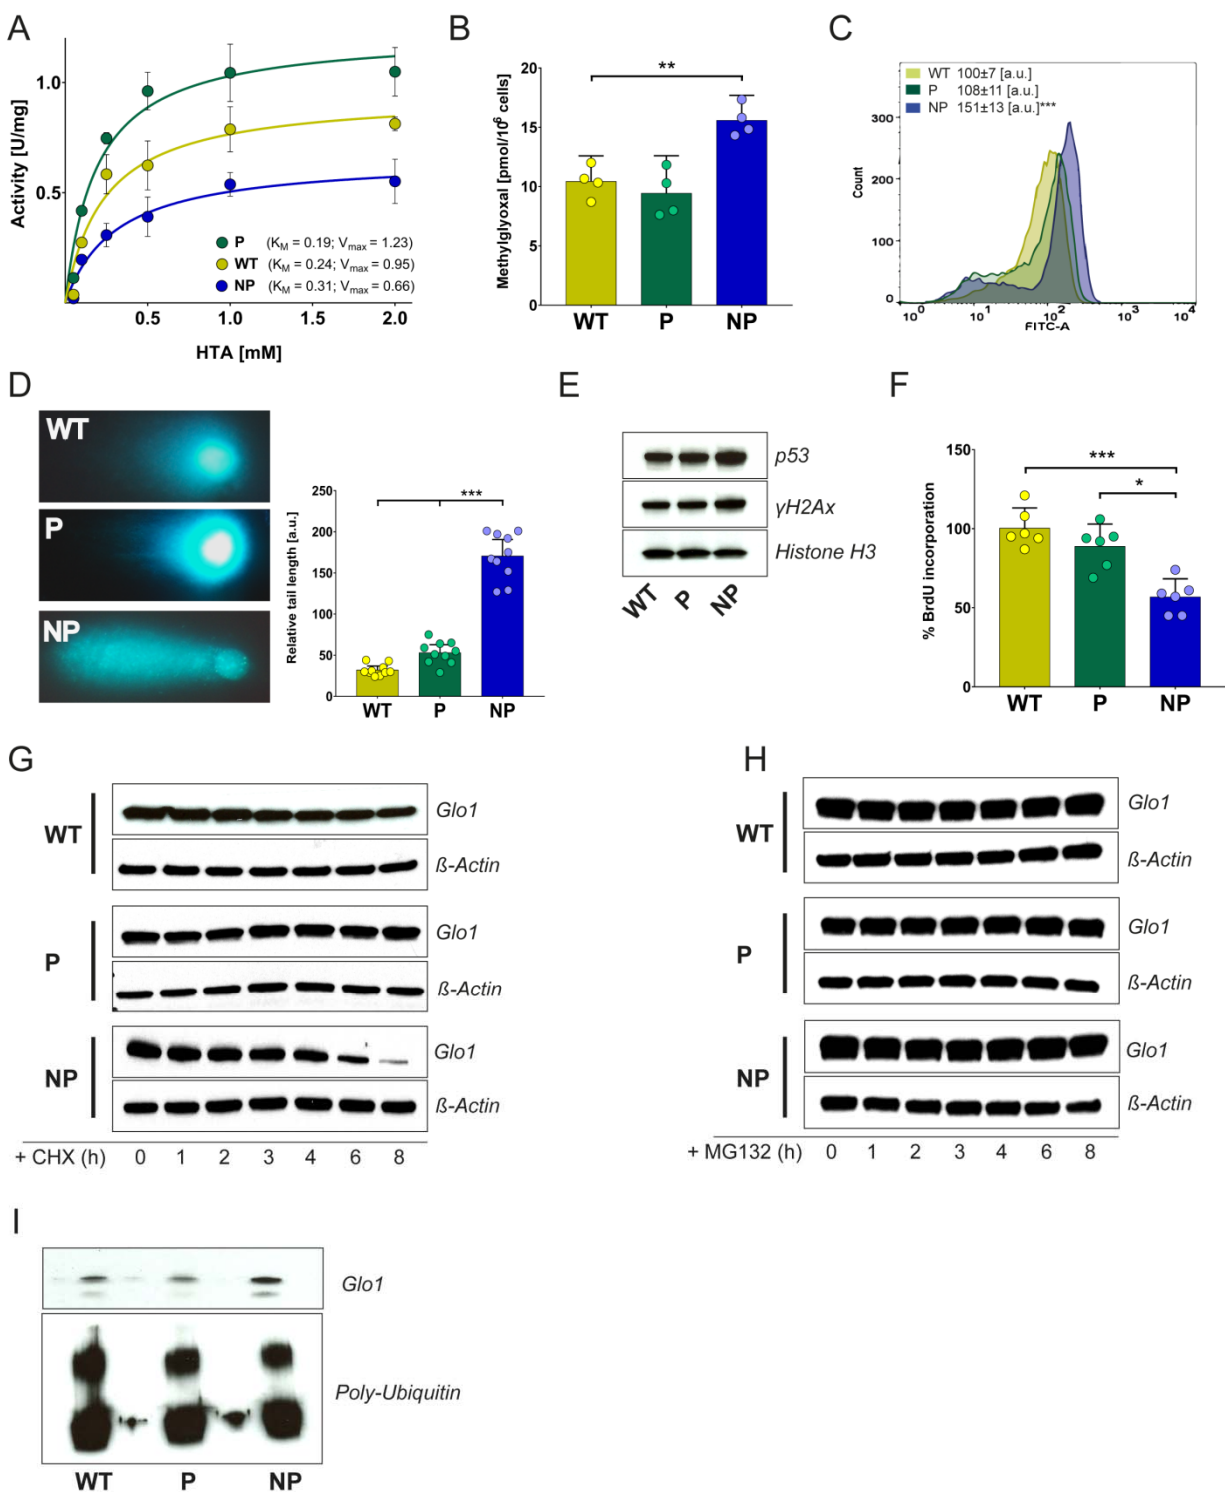 A
Activity [U/mg]
1.0
0.5
P (K_M = 0.19; V_max = 1.23)
WT (K_M = 0.24; V_max = 0.95)
NP (K_M = 0.31; V_max = 0.66)
0.5 1.0 1.5 2.0
HTA [mM]
B
Methylglyoxal [pmol/10⁶ cells]
20
15
10
5
0
**
WT P NP
C
WT 100±7 [a.u.]
P 108±11 [a.u.]
NP 151±13 [a.u.]***
Count
300
200
100
0
10⁰ 10¹ 10² 10³ 10⁴
FITC-A
D
WT
P
NP
Relative tail length [a.u.]
250
200
150
100
50
0
***
WT P NP
E
p53
γH2Ax
Histone H3
WT P NP
F
% BrdU incorporation
150
100
50
0
***
*
WT P NP
G
WT
Glo1
ß-Actin
P
Glo1
ß-Actin
NP
Glo1
ß-Actin
+ CHX (h) 0 1 2 3 4 6 8
H
WT
Glo1
ß-Actin
P
Glo1
ß-Actin
NP
Glo1
ß-Actin
+ MG132 (h) 0 1 2 3 4 6 8
I
Glo1
Poly-Ubiquitin
WT P NP